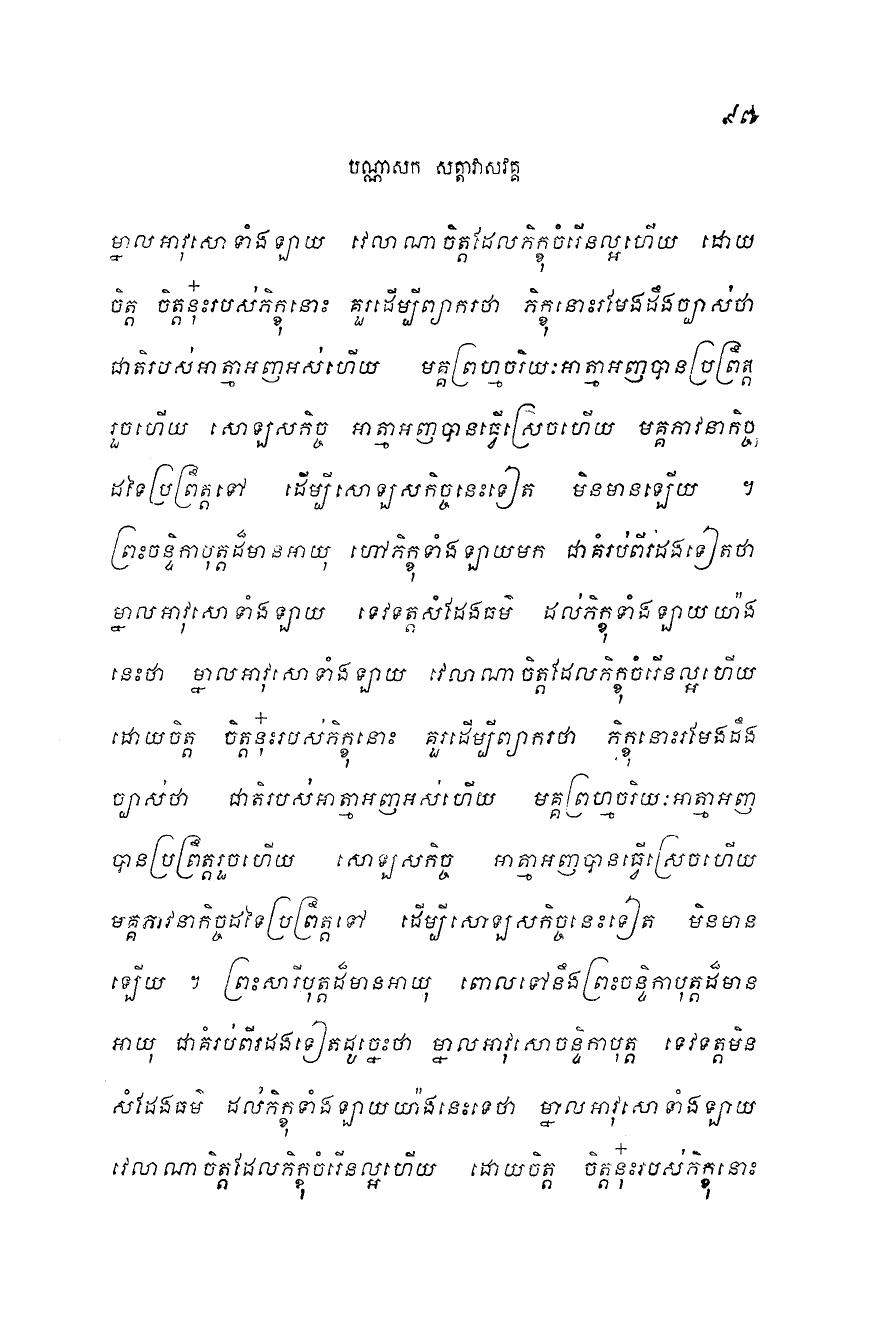 ៩៧
បណ្ណាសក សត្តាវាសវគ្គ
ម្នាលអាវុសោទាំងឡាយ វេលាណាចិត្តដែលភិក្ខុចំរើនល្អហើយ ដោយ
ចិត្ត ចិត្តនុ៎ះរបស់ភិក្ខុនោះ គួរដើម្បីព្យាករថា ភិក្ខុនោះរមែងដឹងច្បាស់ថា
ជាតិរបស់អាត្មាអញអស់ហើយ មគ្គព្រហ្មចរិយៈអាត្មាអញបានប្រព្រឹត្ត
រួចហើយ សោឡសកិច្ច អាត្មាអញបានធ្វើស្រេចហើយ មគ្គភាវនាកិច្ច
ដទៃប្រព្រឹត្តទៅ ដើម្បីសោឡសកិច្ចនេះទៀត មិនមានឡើយ ។
ព្រះចន្ទិកាបុត្តដ៏មានអាយុ ហៅភិក្ខុទាំងឡាយមក ជាគំរប់ពីរដងទៀតថា
ម្នាលអាវុសោទាំងឡាយ ទេវទត្តសំដែងធម៌ ដល់ភិក្ខុទាំងឡាយយ៉ាង
នេះថា ម្នាលអាវុសោទាំងឡាយ វេលាណាចិត្តដែលភិក្ខុចំរើនល្អហើយ
ដោយចិត្ត ចិត្តនុ៎ះរបស់ភិក្ខុនោះ គួរដើម្បីព្យាករថា ភិក្ខុនោះរមែងដឹង
ច្បាស់ថា ជាតិរបស់អាត្មាអញអស់ហើយ មគ្គព្រហ្មចរិយៈអាត្មាអញ
បានប្រព្រឹត្តរួចហើយ សោឡសកិច្ច អាត្មាអញបានធ្វើស្រេចហើយ
មគ្គភាវនាកិច្ចដទៃប្រព្រឹត្តទៅ ដើម្បីសោឡសកិច្ចនេះទៀត មិនមាន
ឡើយ ។ ព្រះសារីបុត្តដ៏មានអាយុ ពោលទៅនឹងព្រះចន្ទិកាបុត្តដ៏មាន
អាយុ ជាគំរប់ពីរដងទៀតដូច្នេះថា ម្នាលអាវុសោចន្ទិកាបុត្ត ទេវទត្តមិន
សំដែងធម៌ ដល់ភិក្ខុទាំងឡាយយ៉ាងនេះទេថា ម្នាលអាវុសោទាំងឡាយ
វេលាណាចិត្តដែលភិក្ខុចំរើនល្អហើយ ដោយចិត្ត ចិត្តនុ៎ះរបស់ភិក្ខុនោះ